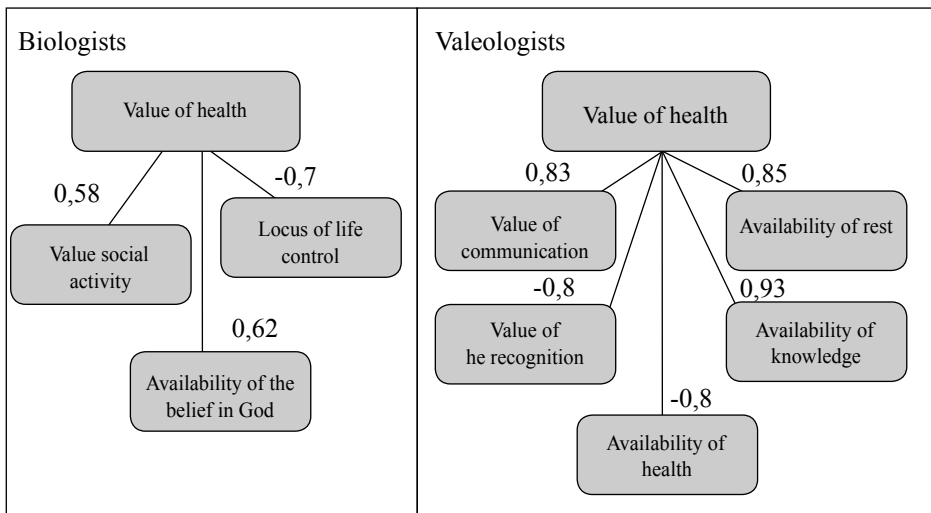 Biologists
Value of health
0,58
-0,7
Value social
activity
Locus of life
control
0,62
Availability of the
belief in God
Valeologists
Value of health
0,83
0,85
Value of
communication
Availability of rest
-0,8
0,93
Value of
he recognition
Availability of
knowledge
-0,8
Availability of
health